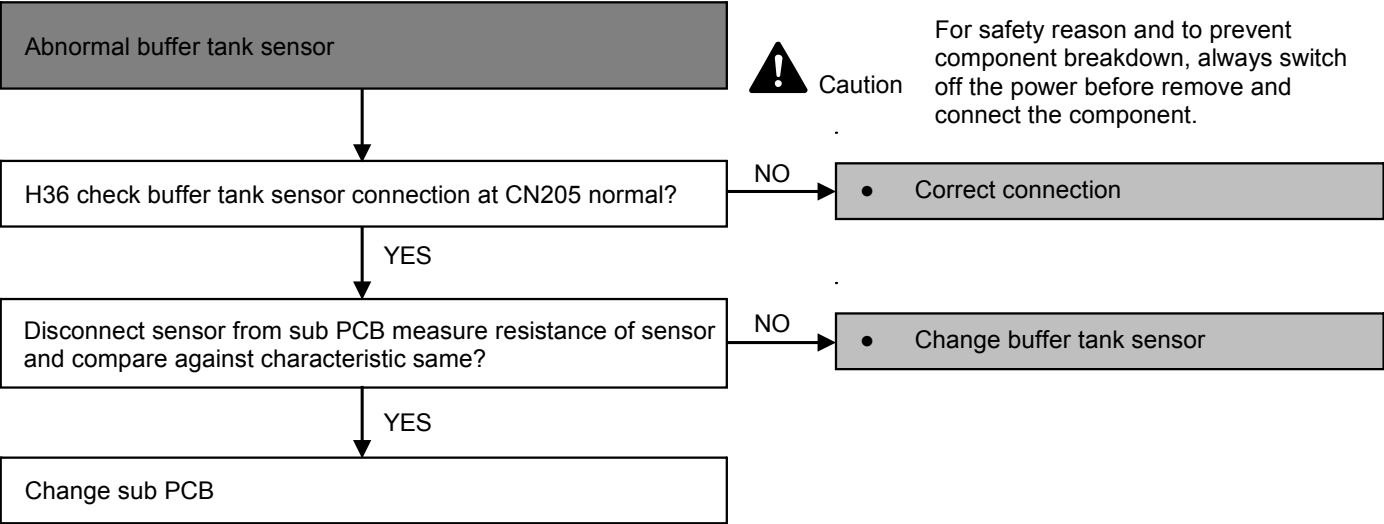 Abnormal buffer tank sensor
Caution
For safety reason and to prevent
component breakdown, always switch
off the power before remove and
connect the component.
.
H36 check buffer tank sensor connection at CN205 normal?
NO
● Correct connection
YES
.
Disconnect sensor from sub PCB measure resistance of sensor
and compare against characteristic same?
NO
● Change buffer tank sensor
YES
Change sub PCB